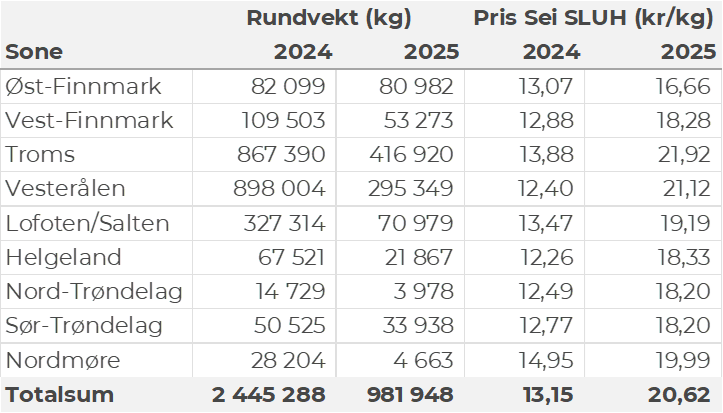 Rundvekt (kg) Pris Sei SLUH (kr/kg)
Sone 2024 2025 2024 2025
Øst-Finnmark 82 099 80 982 13,07 16,66
Vest-Finnmark 109 503 53 273 12,88 18,28
Troms 867 390 416 920 13,88 21,92
Vesterålen 898 004 295 349 12,40 21,12
Lofoten/Salten 327 314 70 979 13,47 19,19
Helgeland 67 521 21 867 12,26 18,33
Nord-Trøndelag 14 729 3 978 12,49 18,20
Sør-Trøndelag 50 525 33 938 12,77 18,20
Nordmøre 28 204 4 663 14,95 19,99
Totalsum 2 445 288 981 948 13,15 20,62